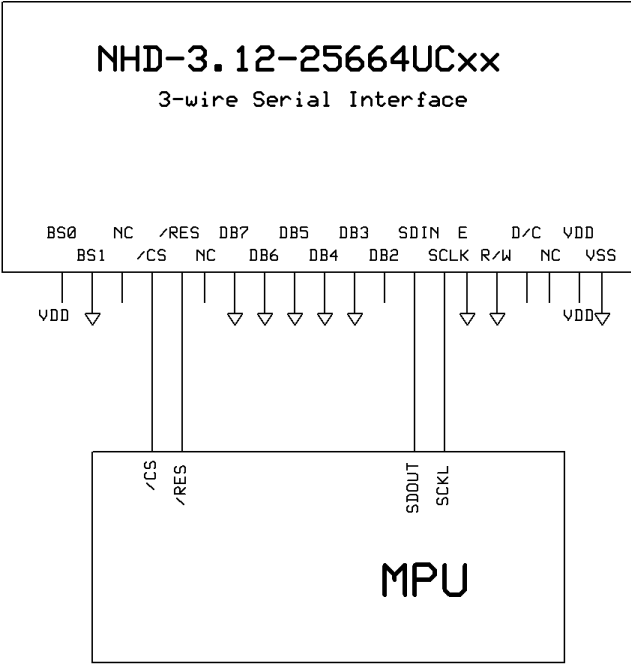 NHD-3.12-25664UCxx
3-wire Serial Interface
BS0 NC /RES DB7 DB5 DB3 SDIN E D/C VDD
BS1 /CS NC DB6 DB4 DB2 SCLK R/W NC VSS
VDD VDD
/CS
/RES
SDOUT
SCKL
MPU